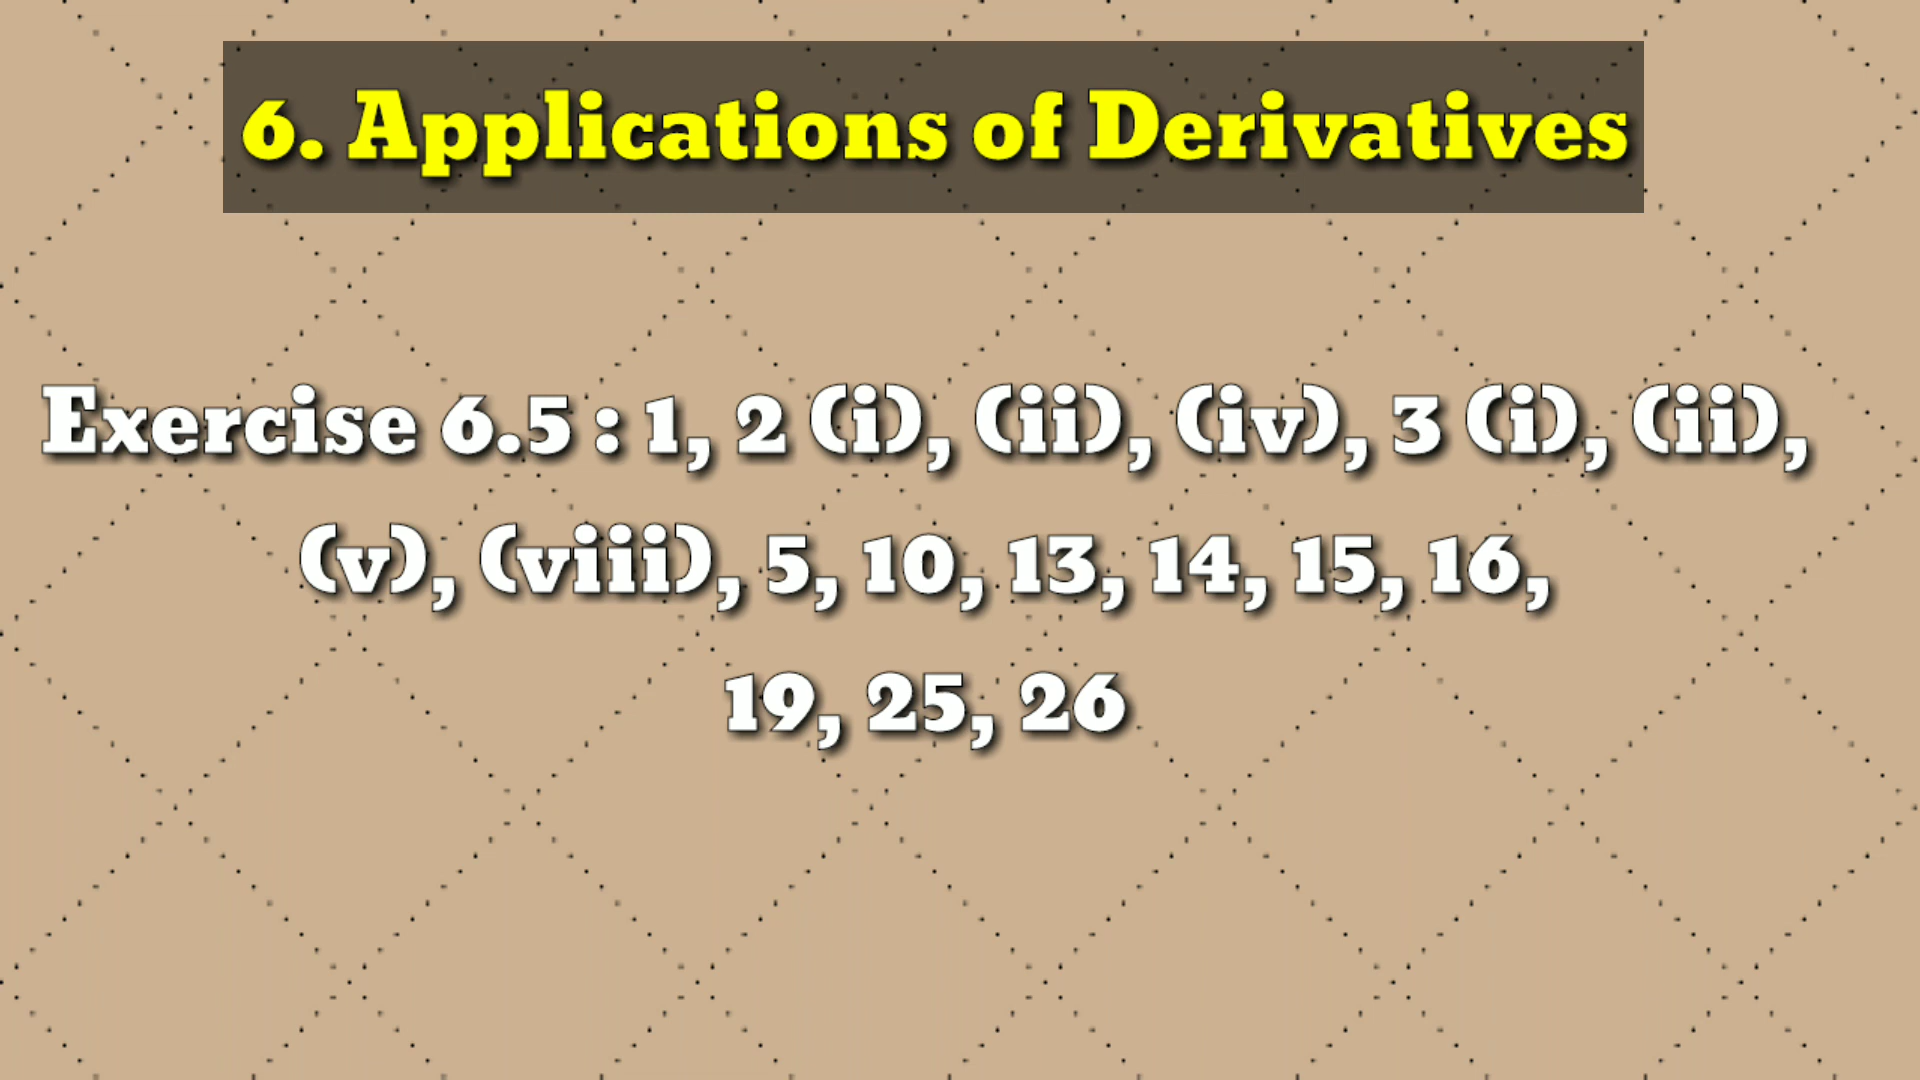 6. Applications of Derivatives
Exercise 6.5 : 1, 2 (i), (ii), (iv), 3 (i), (ii),
(v), (viii), 5, 10, 13, 14, 15, 16,
19, 25, 26